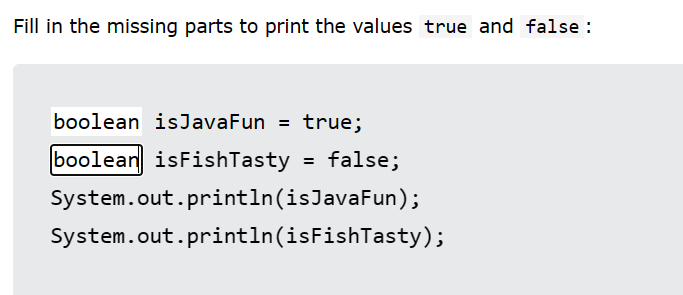 Fill in the missing parts to print the values true and false:
boolean isJavaFun = true;
boolean isFishTasty = false;
System.out.println(isJavaFun);
System.out.println(isFishTasty);